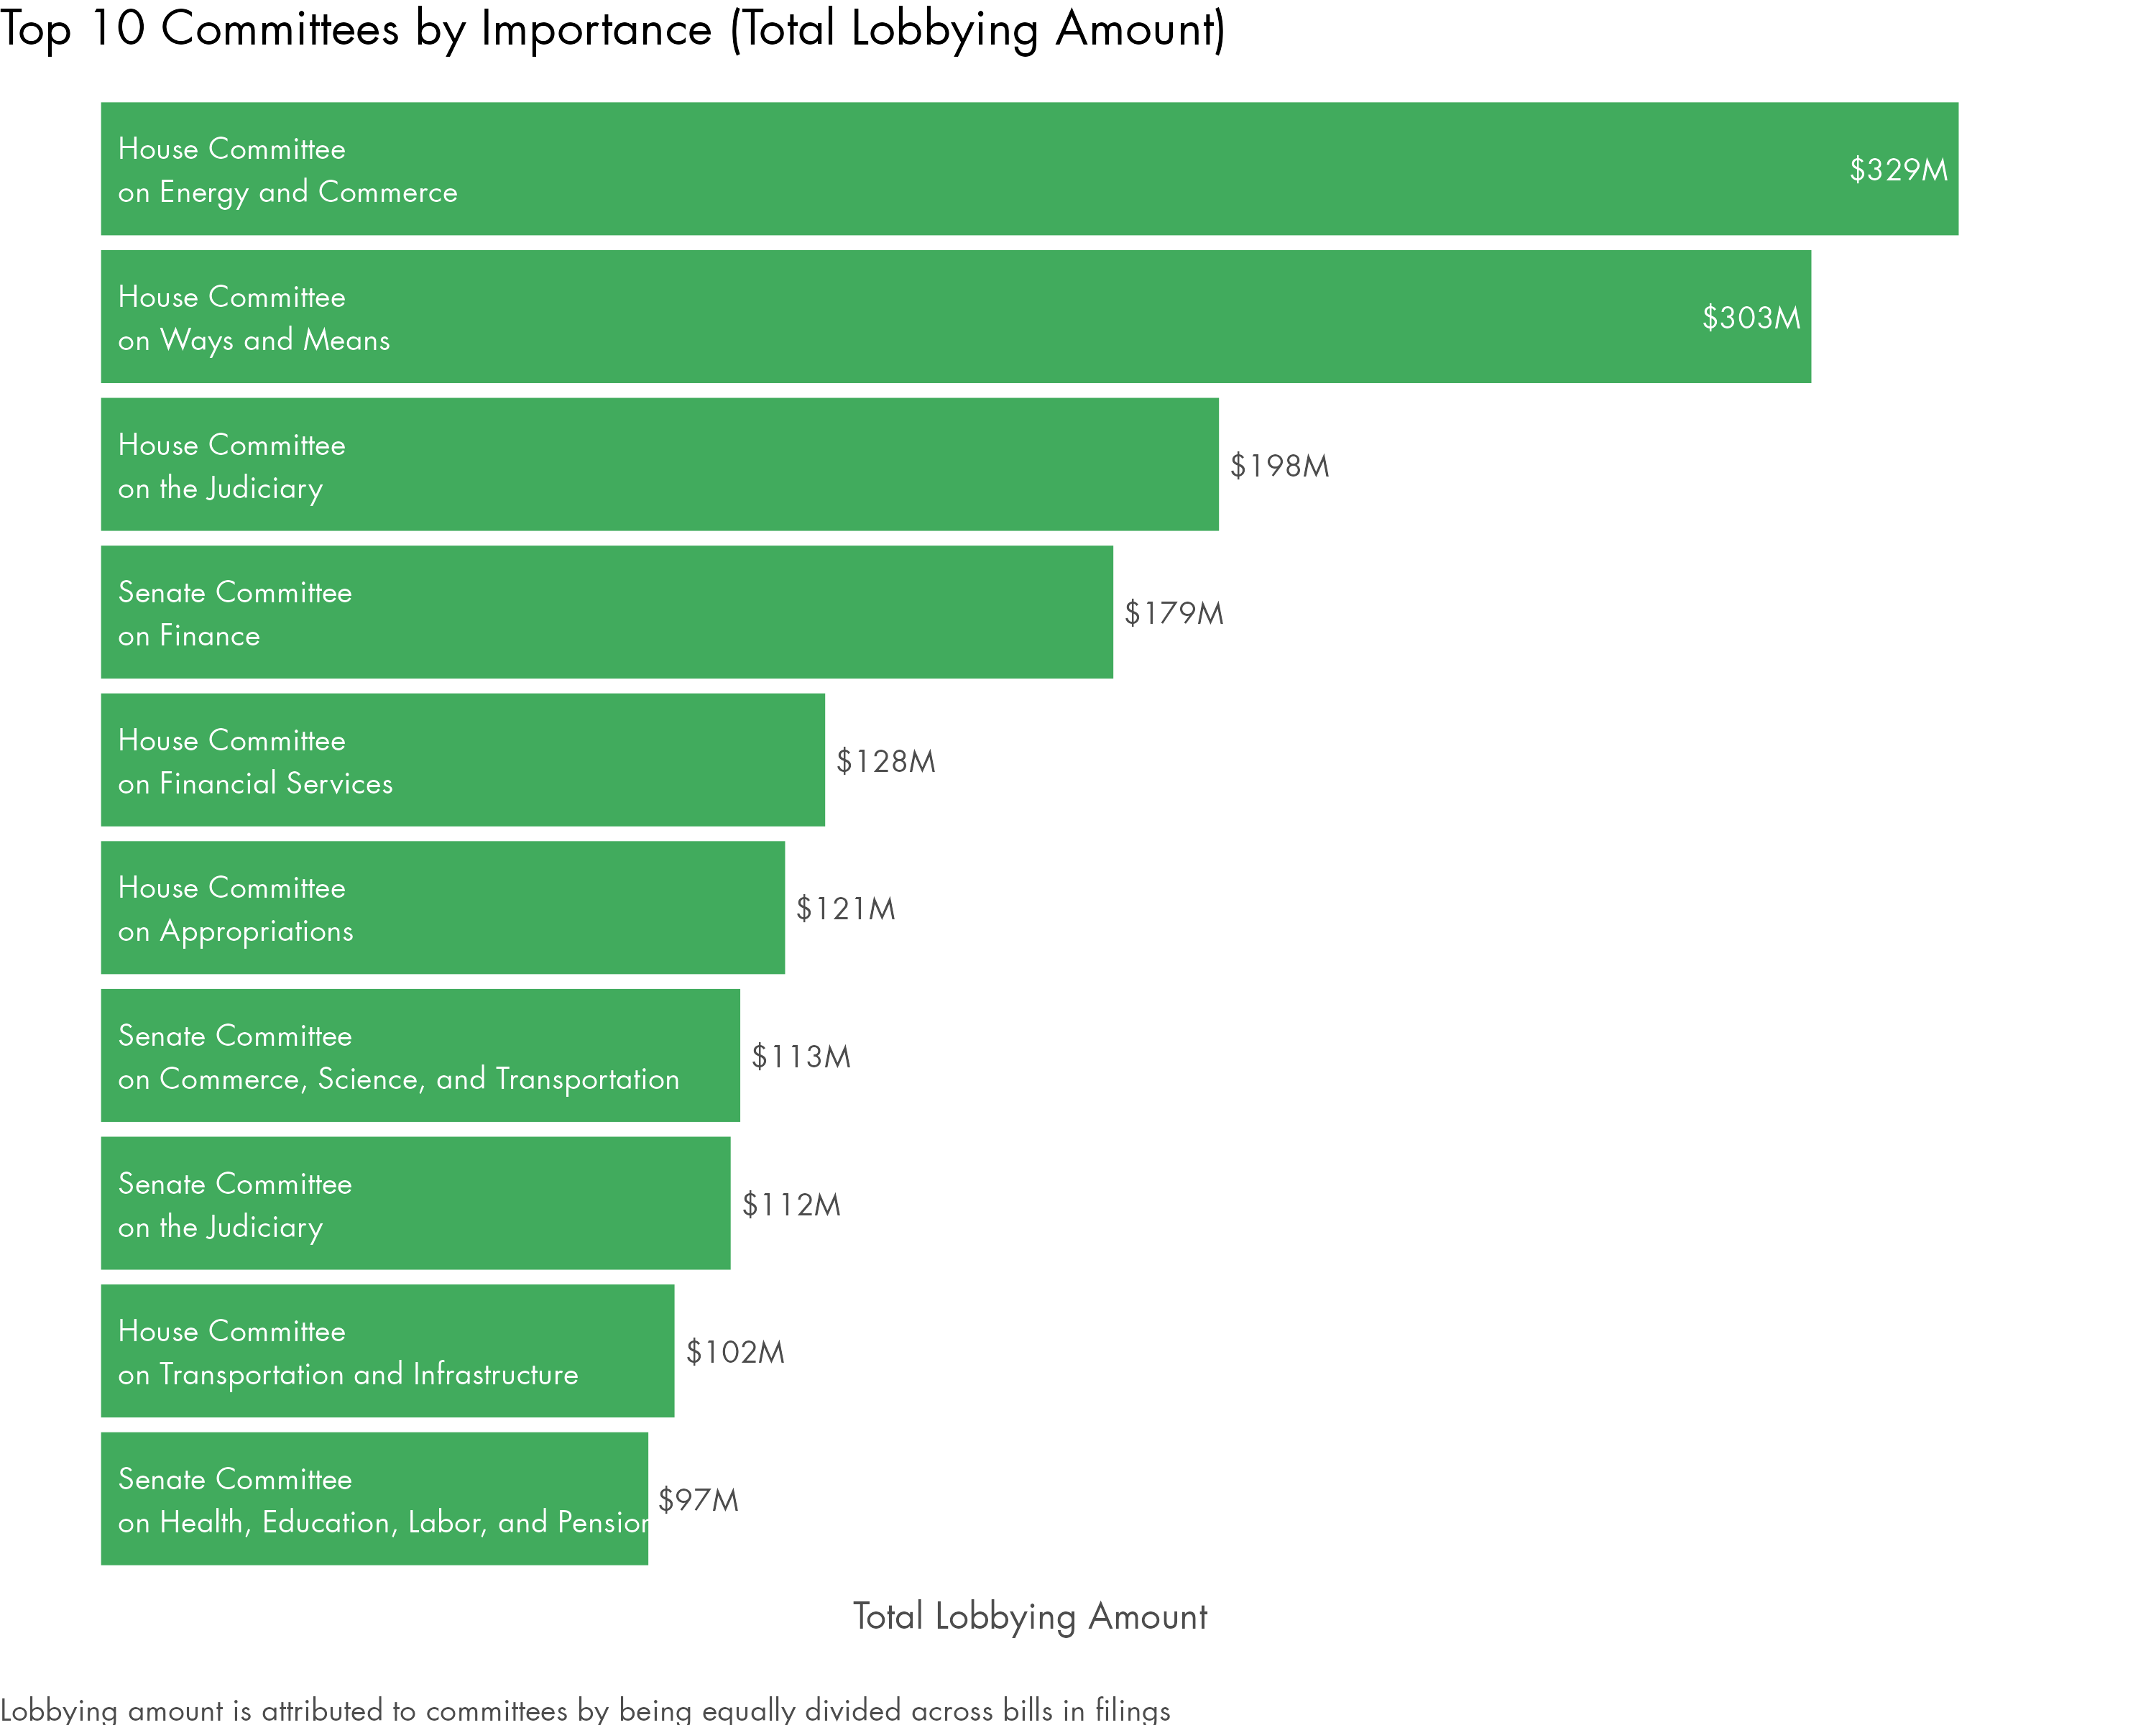 Top 10 Committees by Importance (Total Lobbying Amount)
House Committee
on Energy and Commerce
$329M
House Committee
on Ways and Means
$303M
House Committee
on the Judiciary
$198M
Senate Committee
on Finance
$179M
House Committee
on Financial Services
$128M
House Committee
on Appropriations
$121M
Senate Committee
on Commerce, Science, and Transportation
$113M
Senate Committee
on the Judiciary
$112M
House Committee
on Transportation and Infrastructure
$102M
Senate Committee
on Health, Education, Labor, and Pension
$97M
Total Lobbying Amount
Lobbying amount is attributed to committees by being equally divided across bills in filings